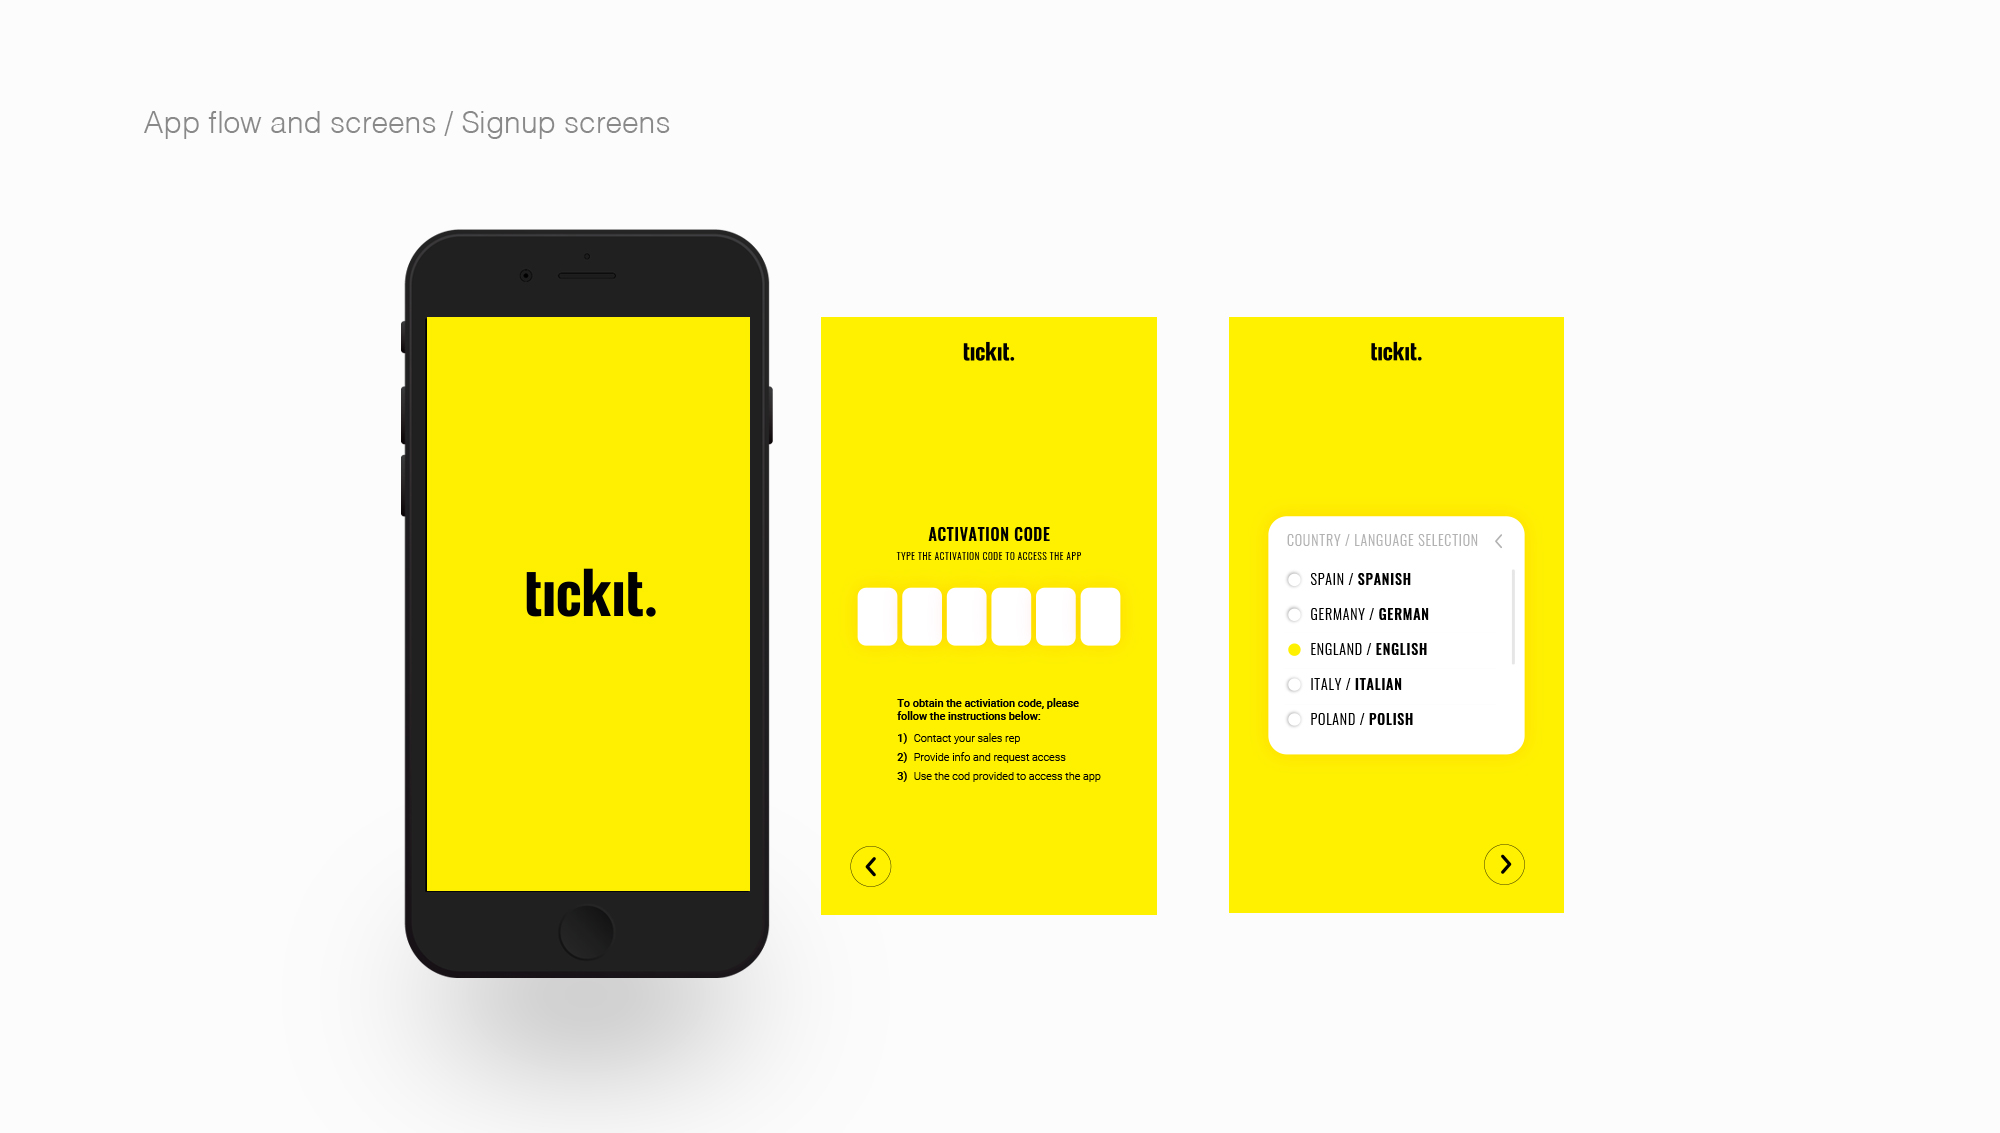 App flow and screens / Signup screens
tıckıt.
tıckıt.
ACTIVATION CODE
TYPE THE ACTIVATION CODE TO ACCESS THE APP
To obtain the activiation code, please
follow the instructions below:
1) Contact your sales rep
2) Provide info and request access
3) Use the cod provided to access the app
tıckıt.
COUNTRY / LANGUAGE SELECTION
SPAIN / SPANISH
GERMANY / GERMAN
ENGLAND / ENGLISH
ITALY / ITALIAN
POLAND / POLISH